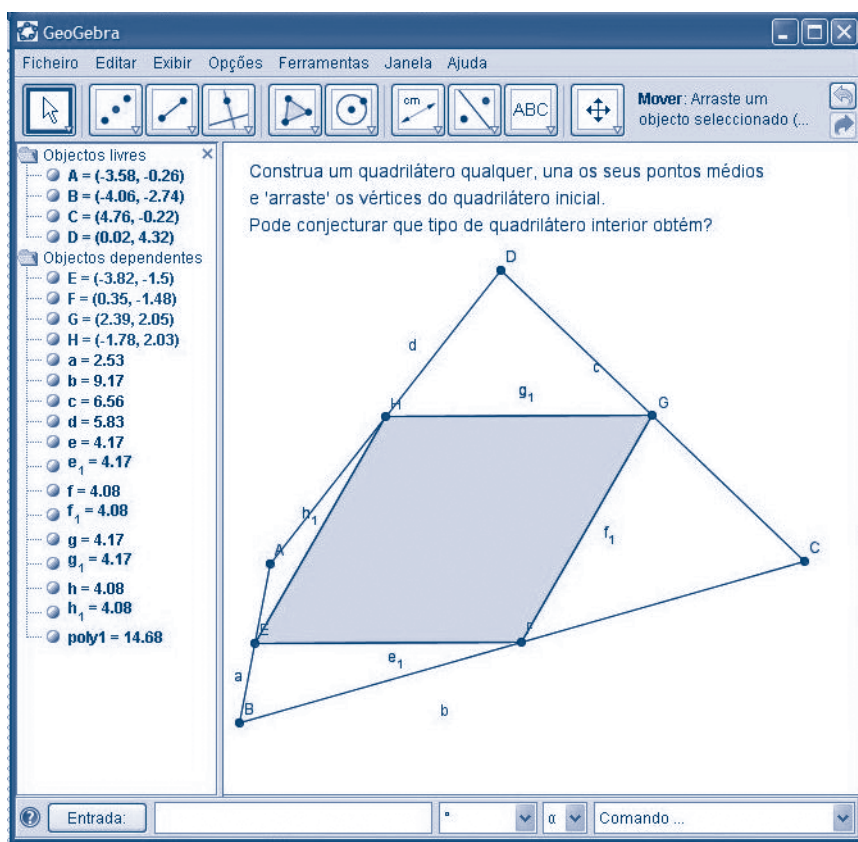 GeoGebra
Ficheiro Editar Exibir Opções Ferramentas Janela Ajuda
cm
ABC
Mover: Arraste um
objecto seleccionado (...
Objectos livres
A = (-3.58, -0.26)
B = (-4.06, -2.74)
C = (4.76, -0.22)
D = (0.02, 4.32)
Objectos dependentes
E = (-3.82, -1.5)
F = (0.35, -1.48)
G = (2.39, 2.05)
H = (-1.78, 2.03)
a = 2.53
b = 9.17
c = 6.56
d = 5.83
e = 4.17
e₁ = 4.17
f = 4.08
f₁ = 4.08
g = 4.17
g₁ = 4.17
h = 4.08
h₁ = 4.08
poly1 = 14.68
Construa um quadrilátero qualquer, una os seus pontos médios
e 'arraste' os vértices do quadrilátero inicial.
Pode conjecturar que tipo de quadrilátero interior obtém?
D
d
c
g₁
H
G
h₁
f₁
A
C
E
F
e₁
a
B
b
Entrada:
°
α
Comando ...